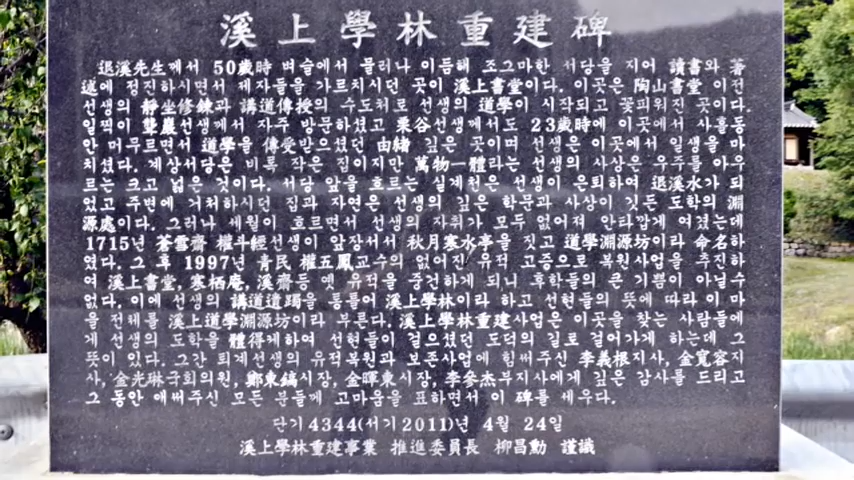 溪上學林重建碑
退溪先生께서 50歲時 벼슬에서 물러나 이듬해 조그마한 서당을 지어 讀書와 著
述에 정진하시면서 제자들을 가르치시던 곳이 溪上書堂이다. 이곳은 陶山書堂 이전
선생의 靜坐修鍊과 講道傳授의 수도처로 선생의 道學이 시작되고 꽃피워진 곳이다.
일찍이 聾巖선생께서 자주 방문하셨고 栗谷선생께서도 23歲時에 이곳에서 사흘동
안 머무르면서 道學을 傳受받으셨던 由緖 깊은 곳이며 선생은 이곳에서 일생을 마
치셨다. 계상서당은 비록 작은 집이지만 萬物一體라는 선생의 사상은 우주를 아우
르는 크고 넓은 것이다. 서당 앞을 흐르는 실계천은 선생이 은퇴하여 退溪水가 되
었고 주변에 거처하시던 집과 자연은 선생의 깊은 학문과 사상이 깃든 도학의 淵
源處이다. 그러나 세월이 흐르면서 선생의 자취가 모두 없어져 안타깝게 여겼는데
1715년 蒼雪齋 權斗經선생이 앞장서서 秋月寒水亭을 짓고 道學淵源坊이라 命名하
였다. 그 후 1997년 靑民 權五鳳교수의 없어진 유적 고증으로 복원사업을 추진하
여 溪上書堂, 寒栖庵, 溪齋등 옛 유적을 중건하게 되니 후학들의 큰 기쁨이 아닐수
없다. 이에 선생의 講道遺躅을 통틀어 溪上學林이라 하고 선현들의 뜻에 따라 이 마
을 전체를 溪上道學淵源坊이라 부른다. 溪上學林重建사업은 이곳을 찾는 사람들에
게 선생의 도학을 體得케하여 선현들이 걸으셨던 도덕의 길로 걸어가게 하는데 그
뜻이 있다. 그간 퇴계선생의 유적복원과 보존사업에 힘써주신 李義根지사, 金寬容지
사, 金光琳국회의원, 鄭東鎬시장, 金暉東시장, 李參杰부지사에게 깊은 감사를 드리고
그 동안 애써주신 모든 분들께 고마움을 표하면서 이 碑를 세우다.
단기 4344(서기 2011)년 4월 24일
溪上學林重建事業 推進委員長 柳昌勳 謹識